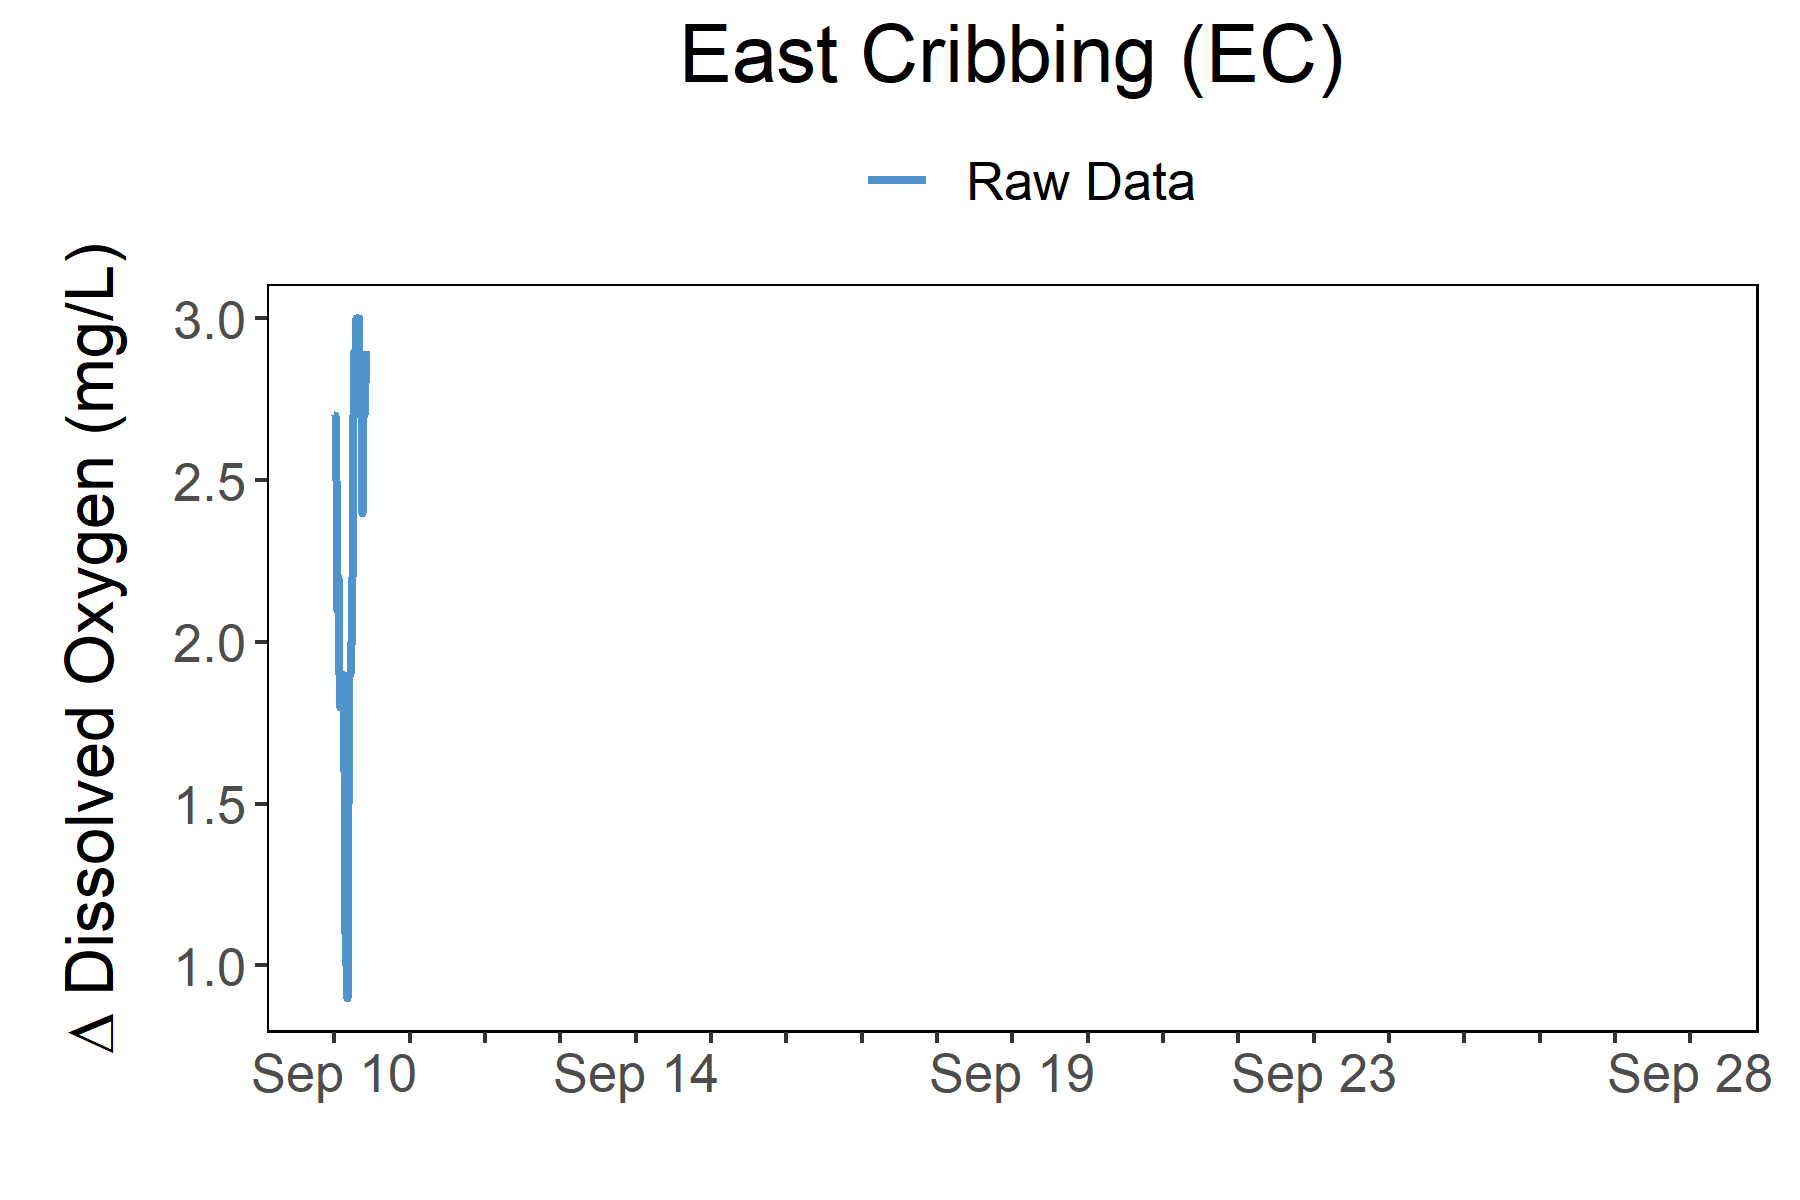 East Cribbing (EC)
Raw Data
Δ Dissolved Oxygen (mg/L)
3.0
2.5
2.0
1.5
1.0
Sep 10 Sep 14 Sep 19 Sep 23 Sep 28